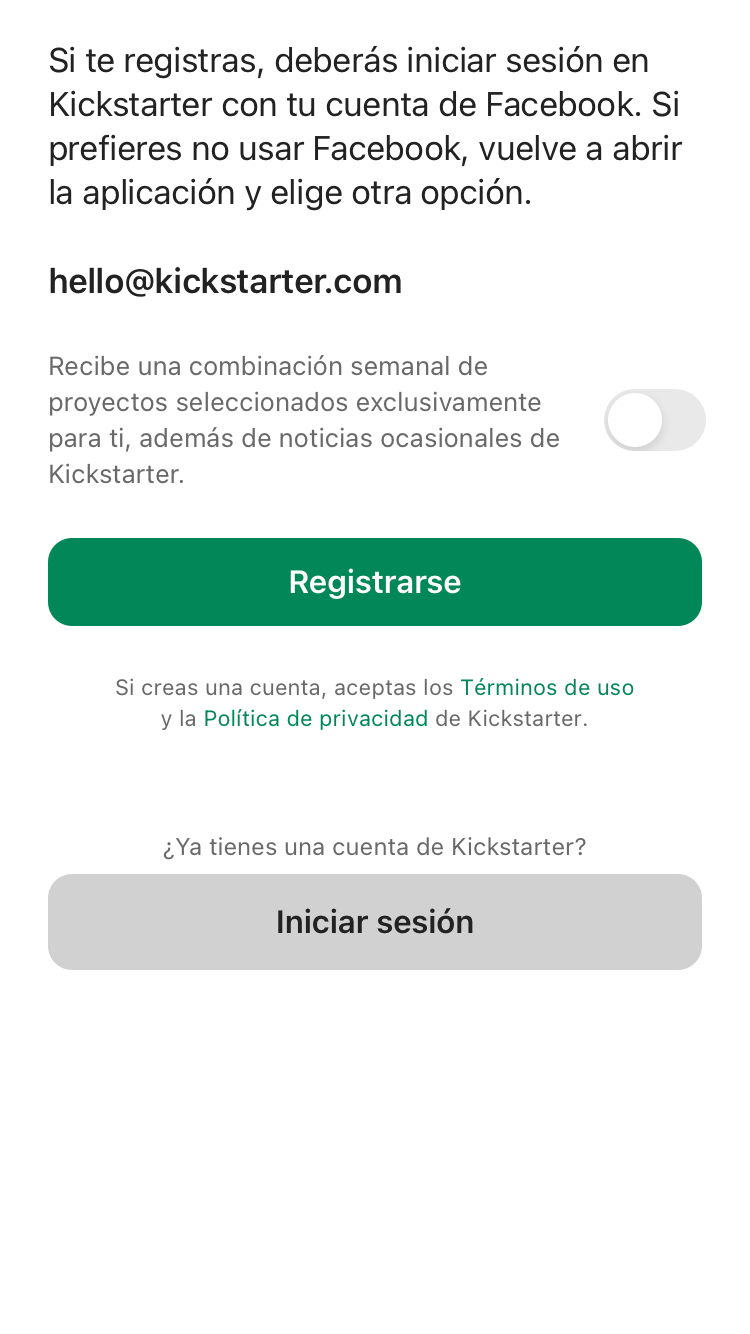 Si te registras, deberás iniciar sesión en
Kickstarter con tu cuenta de Facebook. Si
prefieres no usar Facebook, vuelve a abrir
la aplicación y elige otra opción.
hello@kickstarter.com
Recibe una combinación semanal de
proyectos seleccionados exclusivamente
para ti, además de noticias ocasionales de
Kickstarter.
Registrarse
Si creas una cuenta, aceptas los Términos de uso
y la Política de privacidad de Kickstarter.
¿Ya tienes una cuenta de Kickstarter?
Iniciar sesión